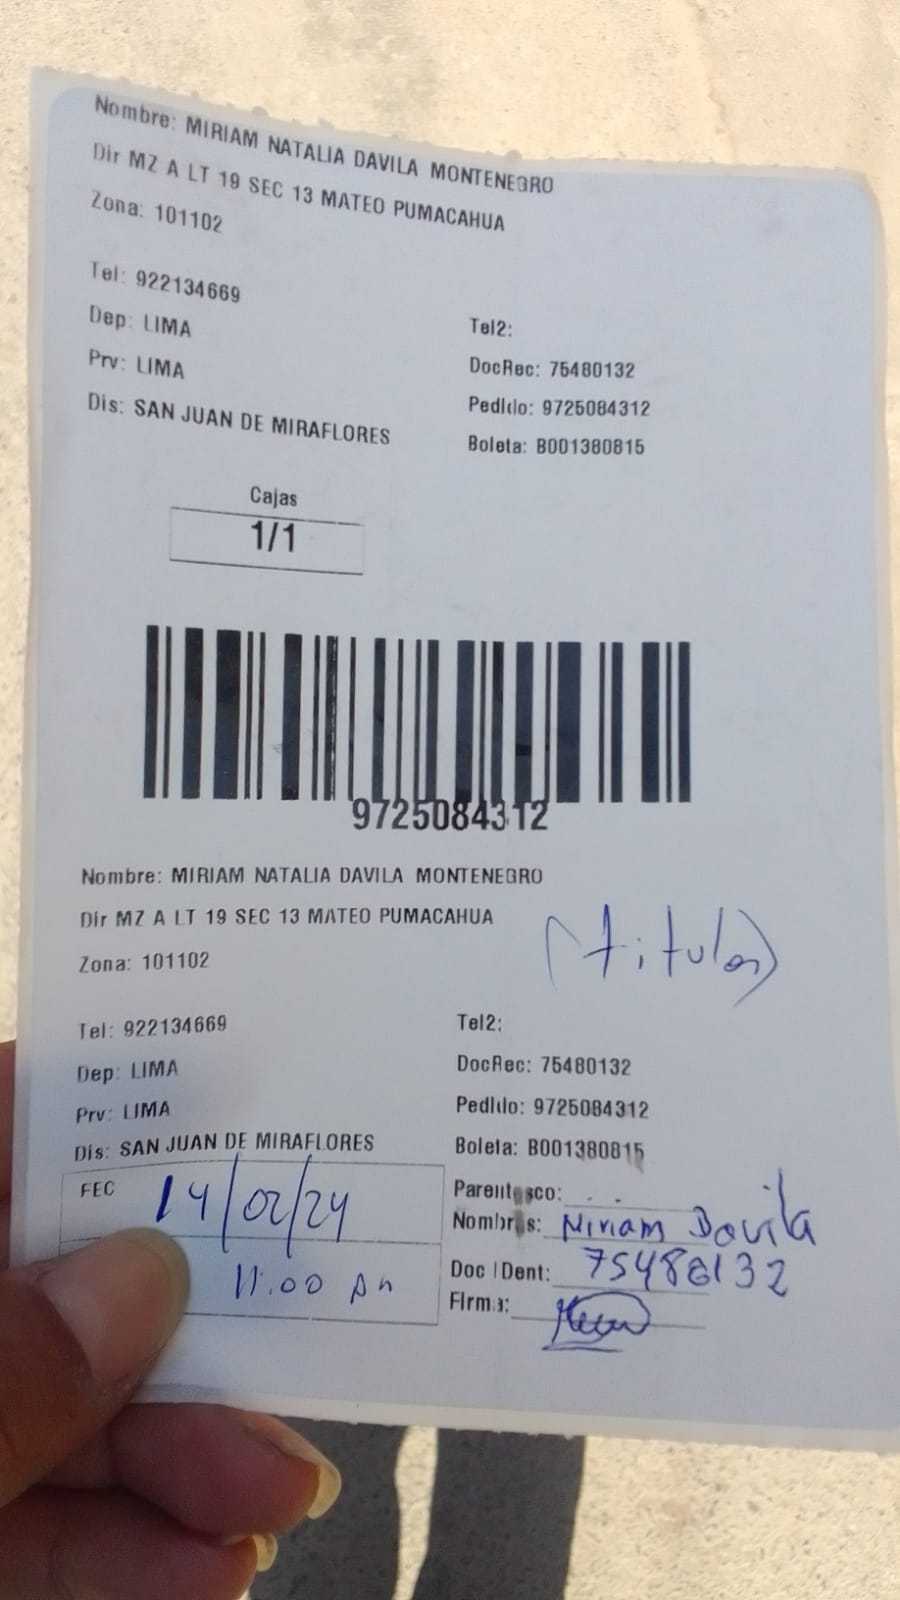 Nombre: MIRIAM NATALIA DAVILA MONTENEGRO
Dir MZ A LT 19 SEC 13 MATEO PUMACAHUA
Zona: 101102
Tel: 922134669
Tel2:
Dep: LIMA
DocRec: 75480132
Prv: LIMA
Pedido: 9725084312
Dis: SAN JUAN DE MIRAFLORES
Boleta: B001380815
Cajas
1/1
9725084312
Nombre: MIRIAM NATALIA DAVILA MONTENEGRO
Dir MZ A LT 19 SEC 13 MATEO PUMACAHUA
(titular)
Zona: 101102
Tel: 922134669
Tel2:
Dep: LIMA
DocRec: 75480132
Prv: LIMA
Pedido: 9725084312
Dis: SAN JUAN DE MIRAFLORES
Boleta: B001380815
FEC 14/02/24
Parentesco:
Nombres: Miriam Davila
11:00
Doc IDent: 75480132
Firma: